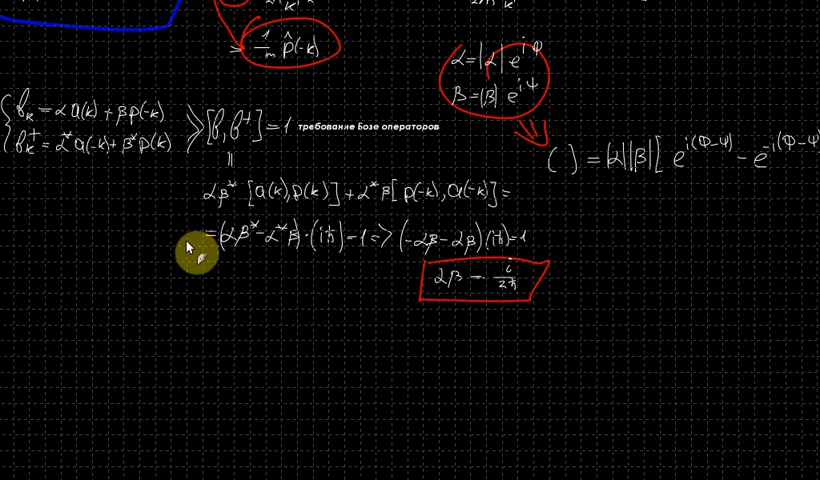 => 1/m p̂(-k)
α = |α| e^{iφ}
β = |β| e^{iψ}
b_k = α a(k) + β p(-k)
b_k^+ = α* a(-k) + β* p(k)
[b, b^+] = 1 требование Бозе операторов
( ) = |α||β| [ e^{i(φ-ψ)} - e^{-i(φ-ψ)}
||
αβ* [a(k), p(k)] + α*β [p(-k), a(-k)] =
= (αβ* - α*β) · (iħ) = 1 => (-αβ - αβ)(iħ) = 1
αβ = i/2ħ